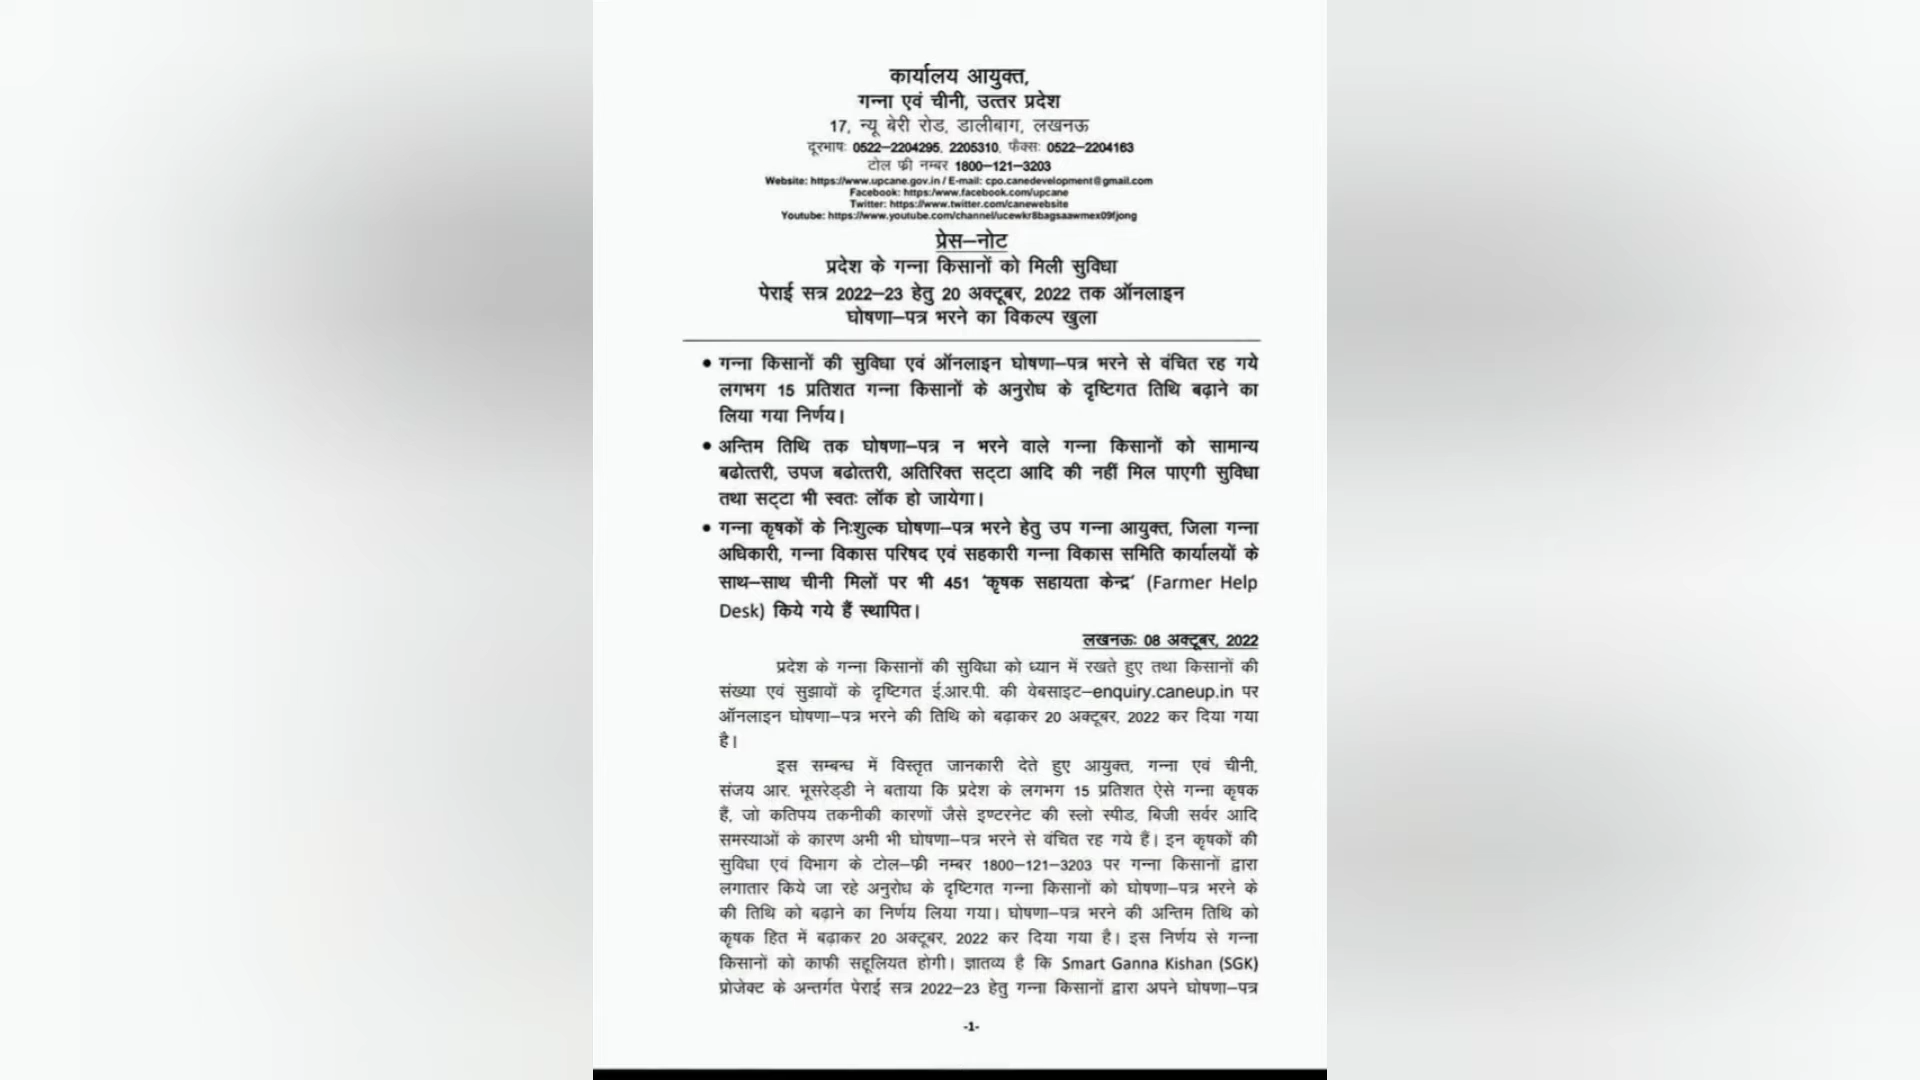 कार्यालय आयुक्त,
गन्ना एवं चीनी, उत्तर प्रदेश
17, न्यू बेरी रोड, डालीबाग, लखनऊ
दूरभाषः 0522–2204295, 2205310, फैक्सः 0522–2204163
टोल फ्री नम्बर 1800–121–3203
Website: https://www.upcane.gov.in / E-mail: cpo.canedevelopment@gmail.com
Facebook: https:/www.facebook.com/upcane
Twitter: https://www.twitter.com/canewebsite
Youtube: https://www.youtube.com/channel/ucewkr8bagsaawmex09fjong
प्रेस–नोट
प्रदेश के गन्ना किसानों को मिली सुविधा
पेराई सत्र 2022–23 हेतु 20 अक्टूबर, 2022 तक ऑनलाइन
घोषणा–पत्र भरने का विकल्प खुला
• गन्ना किसानों की सुविधा एवं ऑनलाइन घोषणा–पत्र भरने से वंचित रह गये
लगभग 15 प्रतिशत गन्ना किसानों के अनुरोध के दृष्टिगत तिथि बढ़ाने का
लिया गया निर्णय।
• अन्तिम तिथि तक घोषणा–पत्र न भरने वाले गन्ना किसानों को सामान्य
बढोत्तरी, उपज बढोत्तरी, अतिरिक्त सट्टा आदि की नहीं मिल पाएगी सुविधा
तथा सट्टा भी स्वतः लॉक हो जायेगा।
• गन्ना कृषकों के निःशुल्क घोषणा–पत्र भरने हेतु उप गन्ना आयुक्त, जिला गन्ना
अधिकारी, गन्ना विकास परिषद एवं सहकारी गन्ना विकास समिति कार्यालयों के
साथ–साथ चीनी मिलों पर भी 451 ‘कृषक सहायता केन्द्र’ (Farmer Help
Desk) किये गये हैं स्थापित।
लखनऊः 08 अक्टूबर, 2022
प्रदेश के गन्ना किसानों की सुविधा को ध्यान में रखते हुए तथा किसानों की
संख्या एवं सुझावों के दृष्टिगत ई.आर.पी. की वेबसाइट–enquiry.caneup.in पर
ऑनलाइन घोषणा–पत्र भरने की तिथि को बढ़ाकर 20 अक्टूबर, 2022 कर दिया गया
है।
इस सम्बन्ध में विस्तृत जानकारी देते हुए आयुक्त, गन्ना एवं चीनी,
संजय आर. भूसरेड्डी ने बताया कि प्रदेश के लगभग 15 प्रतिशत ऐसे गन्ना कृषक
हैं, जो कतिपय तकनीकी कारणों जैसे इण्टरनेट की स्लो स्पीड, बिजी सर्वर आदि
समस्याओं के कारण अभी भी घोषणा–पत्र भरने से वंचित रह गये हैं। इन कृषकों की
सुविधा एवं विभाग के टोल–फ्री नम्बर 1800–121–3203 पर गन्ना किसानों द्वारा
लगातार किये जा रहे अनुरोध के दृष्टिगत गन्ना किसानों को घोषणा–पत्र भरने के
की तिथि को बढ़ाने का निर्णय लिया गया। घोषणा–पत्र भरने की अन्तिम तिथि को
कृषक हित में बढ़ाकर 20 अक्टूबर, 2022 कर दिया गया है। इस निर्णय से गन्ना
किसानों को काफी सहूलियत होगी। ज्ञातव्य है कि Smart Ganna Kishan (SGK)
प्रोजेक्ट के अन्तर्गत पेराई सत्र 2022–23 हेतु गन्ना किसानों द्वारा अपने घोषणा–पत्र
-1-